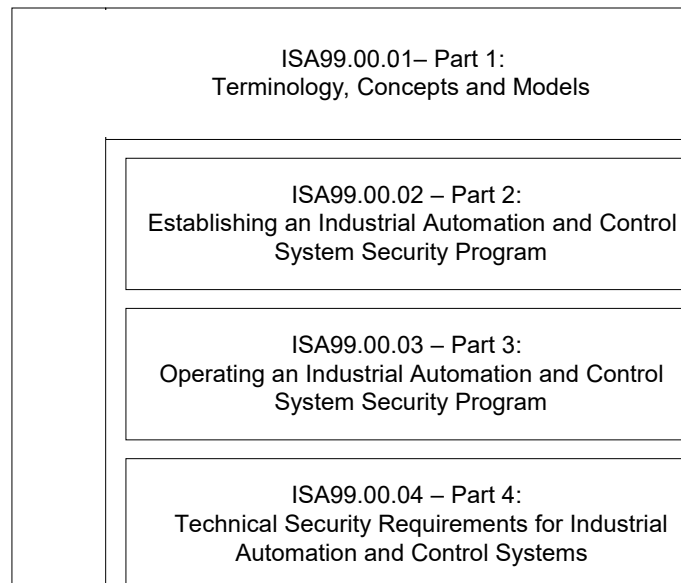 ISA99.00.01– Part 1:
Terminology, Concepts and Models
ISA99.00.02 – Part 2:
Establishing an Industrial Automation and Control
System Security Program
ISA99.00.03 – Part 3:
Operating an Industrial Automation and Control
System Security Program
ISA99.00.04 – Part 4:
Technical Security Requirements for Industrial
Automation and Control Systems